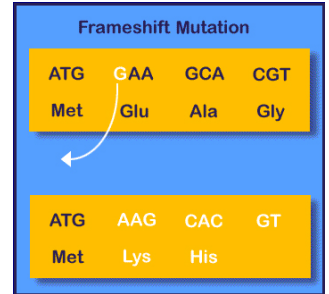 Frameshift Mutation
ATG GAA GCA CGT
Met Glu Ala Gly
ATG AAG CAC GT
Met Lys His